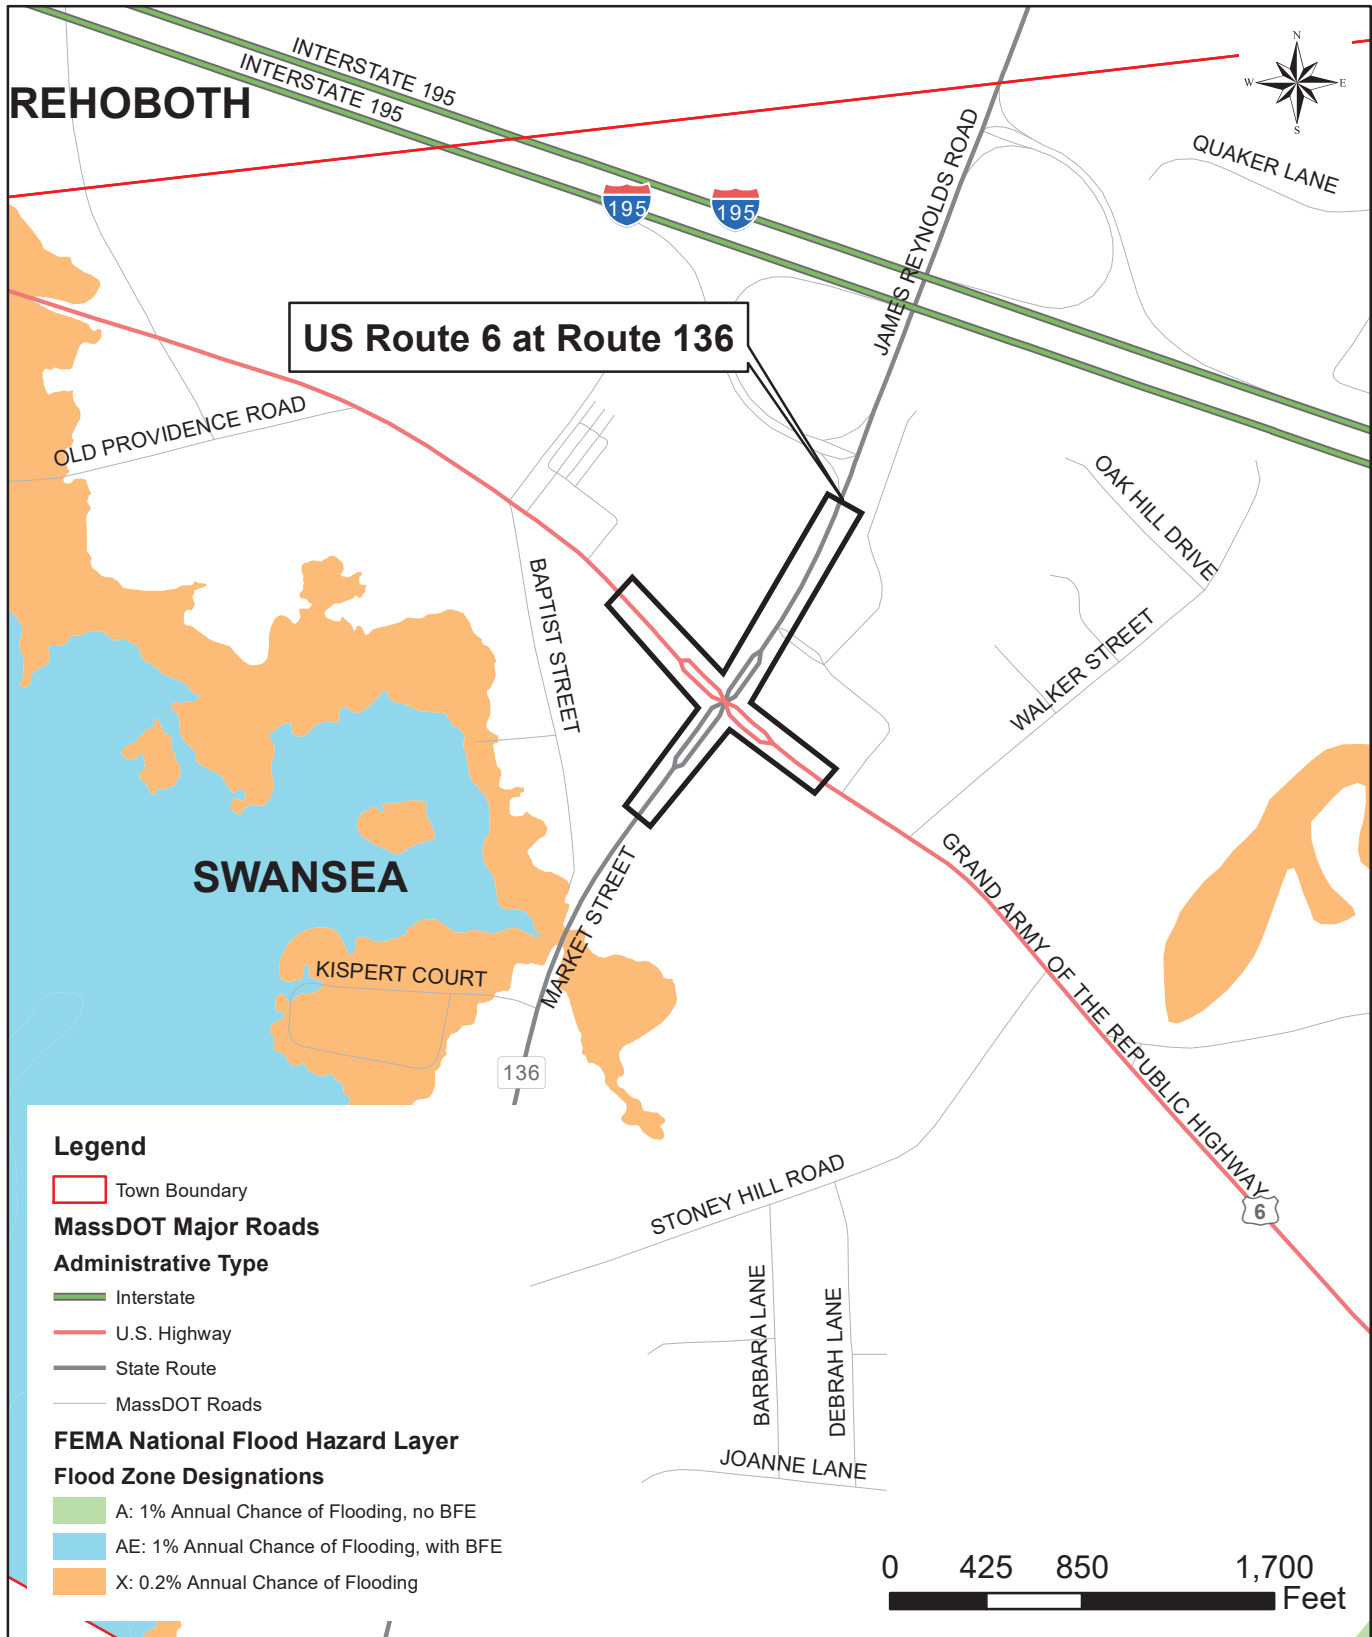 INTERSTATE 195
INTERSTATE 195
REHOBOTH
N
W
E
S
QUAKER LANE
195
195
JAMES REYNOLDS ROAD
US Route 6 at Route 136
OLD PROVIDENCE ROAD
OAK HILL DRIVE
BAPTIST STREET
WALKER STREET
SWANSEA
GRAND ARMY OF THE REPUBLIC HIGHWAY
MARKET STREET
KISPERT COURT
136
STONEY HILL ROAD
6
BARBARA LANE
DEBRAH LANE
JOANNE LANE
Legend
Town Boundary
MassDOT Major Roads
Administrative Type
Interstate
U.S. Highway
State Route
MassDOT Roads
FEMA National Flood Hazard Layer
Flood Zone Designations
A: 1% Annual Chance of Flooding, no BFE
AE: 1% Annual Chance of Flooding, with BFE
X: 0.2% Annual Chance of Flooding
0 425 850 1,700
Feet